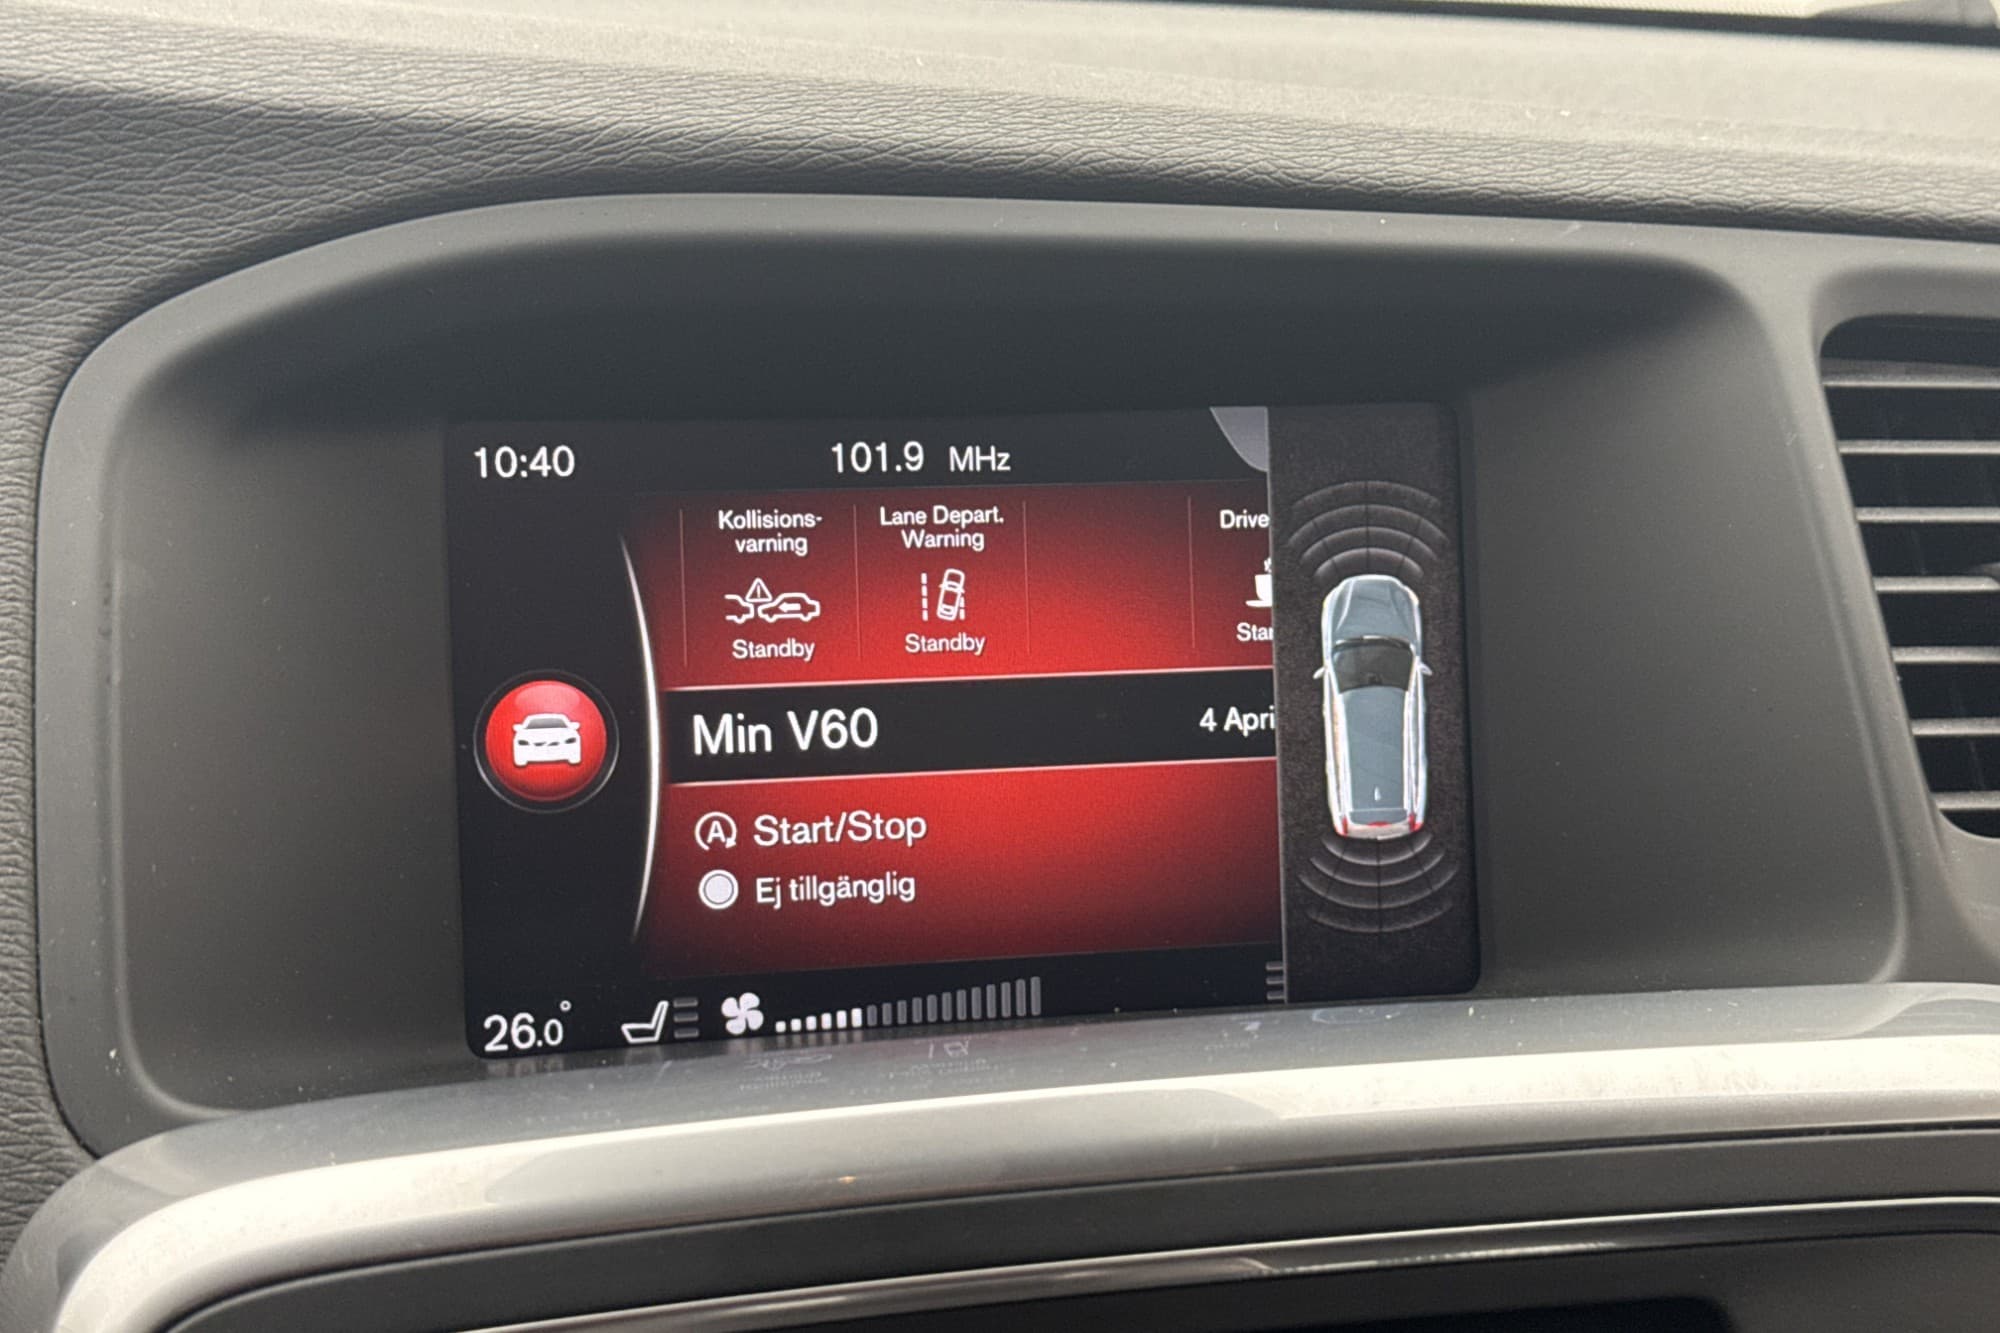 10:40
101.9 MHz
Kollisions-
varning
Standby
Lane Depart.
Warning
Standby
Drive
Star
Min V60
4 Apri
A Start/Stop
Ej tillgänglig
26.0°